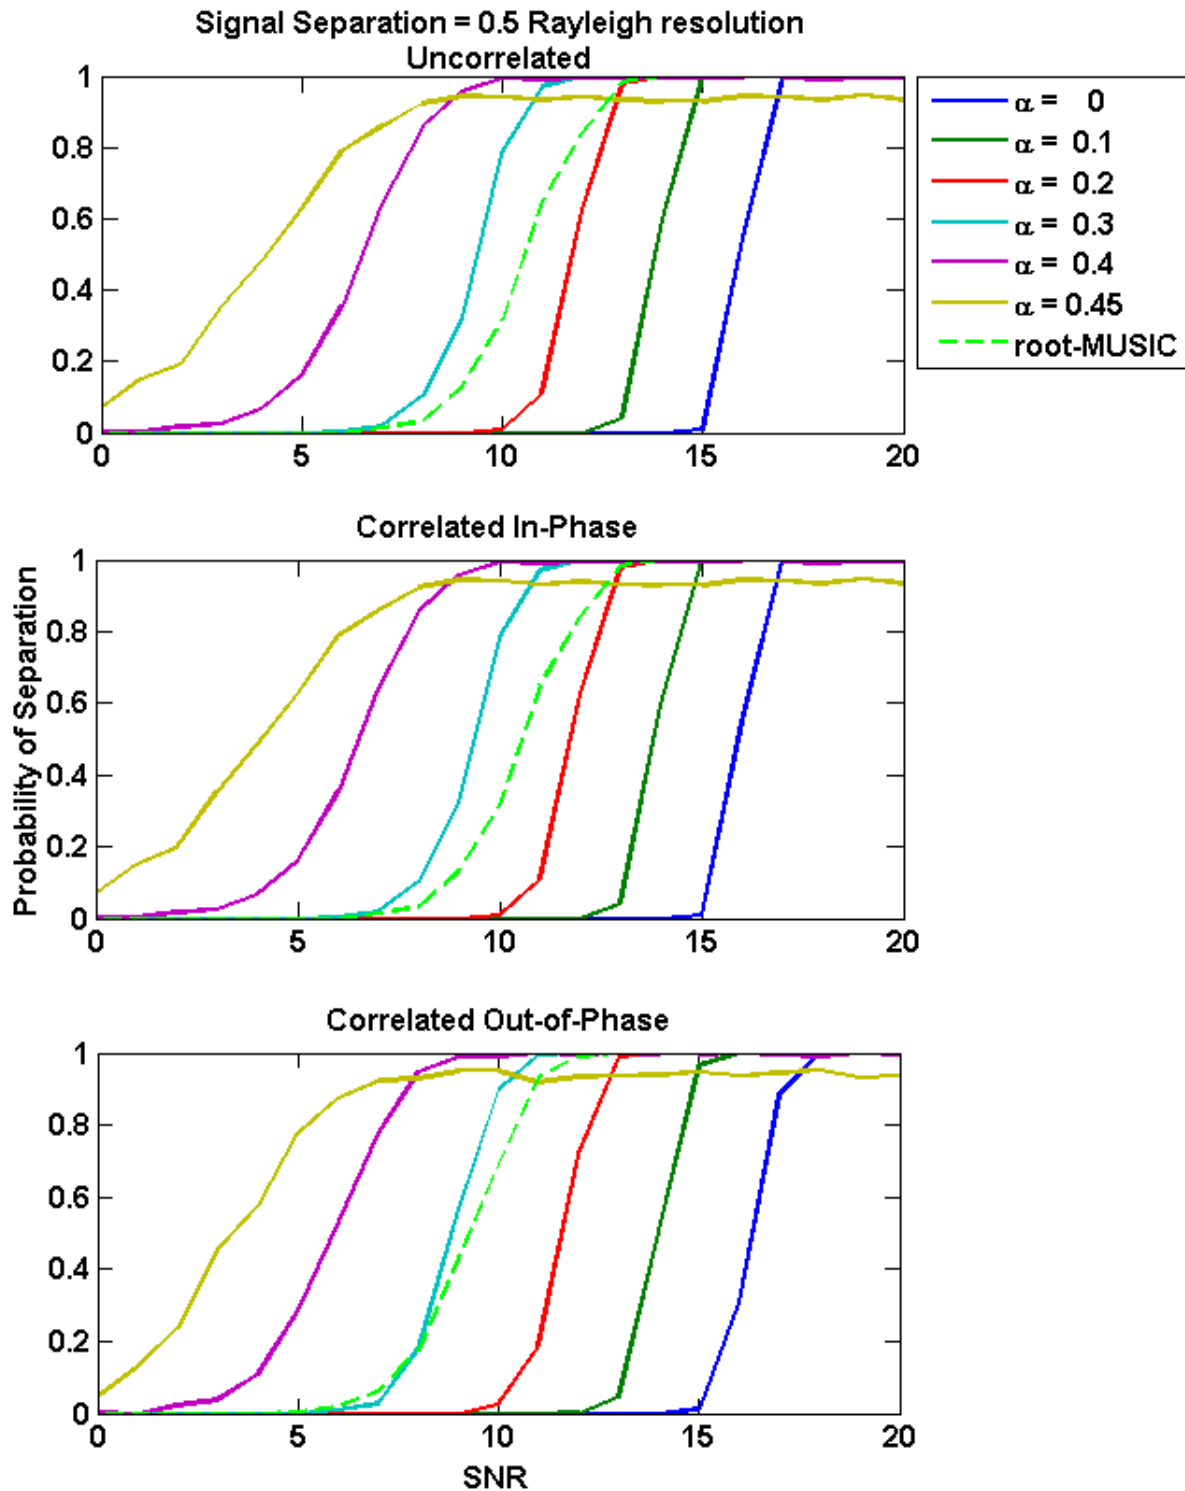 Signal Separation = 0.5 Rayleigh resolution
Uncorrelated
1
0.8
0.6
0.4
0.2
0
0 5 10 15 20
α = 0
α = 0.1
α = 0.2
α = 0.3
α = 0.4
α = 0.45
root-MUSIC
Correlated In-Phase
Probability of Separation
1
0.8
0.6
0.4
0.2
0
0 5 10 15 20
Correlated Out-of-Phase
1
0.8
0.6
0.4
0.2
0
0 5 10 15 20
SNR